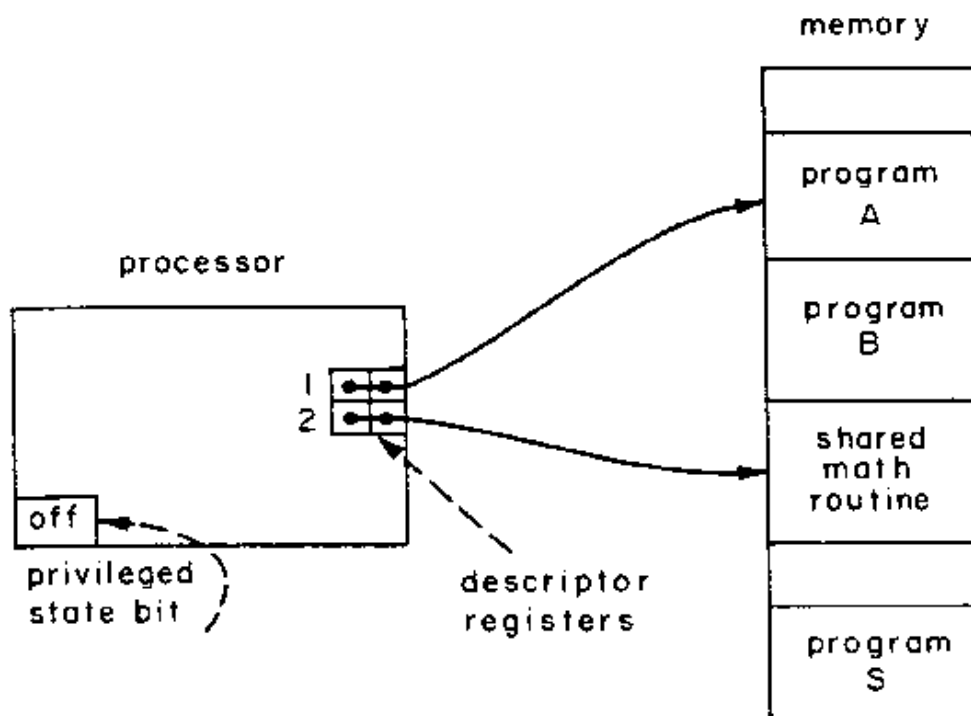 memory
program
A
processor
program
B
1
2
shared
math
routine
off
privileged
state bit
descriptor
registers
program
S